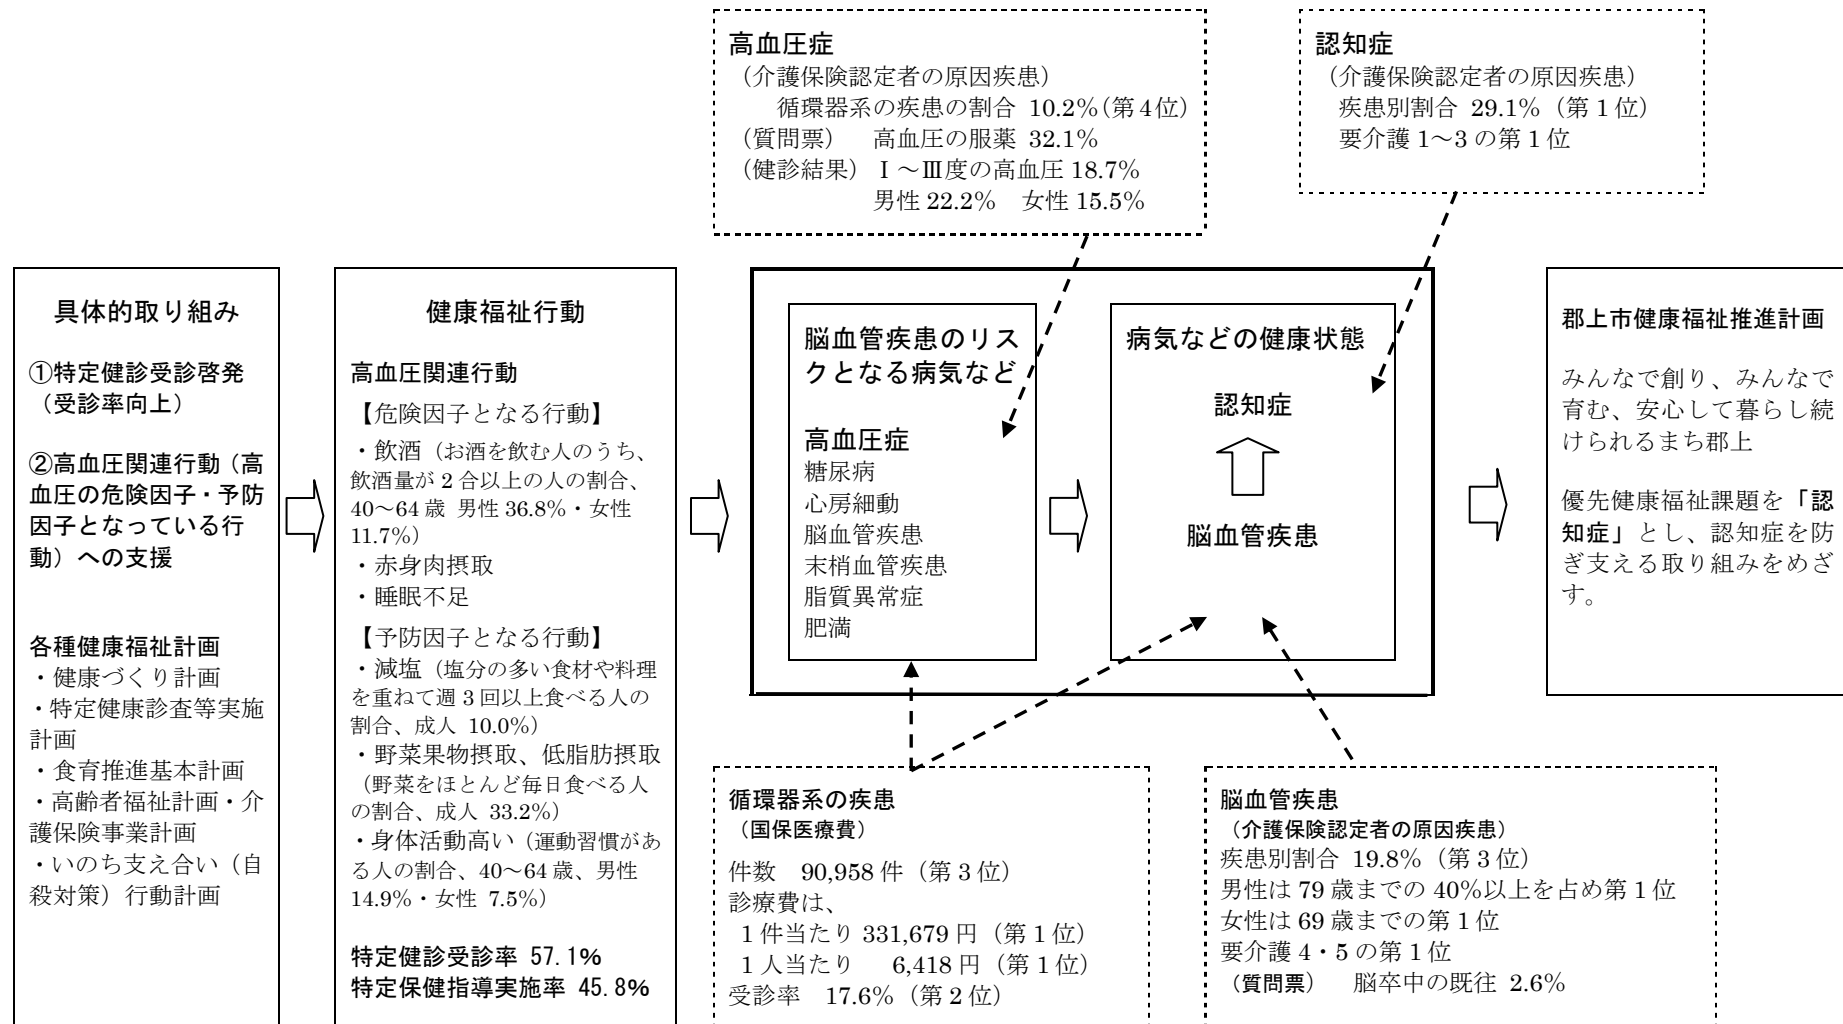 高血圧症
（介護保険認定者の原因疾患）
循環器系の疾患の割合 10.2%（第4位）
（質問票）　高血圧の服薬 32.1%
（健診結果）Ⅰ～Ⅲ度の高血圧 18.7%
男性 22.2%　女性 15.5%
認知症
（介護保険認定者の原因疾患）
疾患別割合 29.1%（第1位）
要介護 1～3 の第1位
具体的取り組み
①特定健診受診啓発
（受診率向上）
②高血圧関連行動（高
血圧の危険因子・予防
因子となっている行
動）への支援
各種健康福祉計画
・健康づくり計画
・特定健康診査等実施
計画
・食育推進基本計画
・高齢者福祉計画・介
護保険事業計画
・いのち支え合い（自
殺対策）行動計画
健康福祉行動
高血圧関連行動
【危険因子となる行動】
・飲酒（お酒を飲む人のうち、
飲酒量が 2 合以上の人の割合、
40～64 歳 男性 36.8%・女性
11.7%）
・赤身肉摂取
・睡眠不足
【予防因子となる行動】
・減塩（塩分の多い食材や料理
を重ねて週 3 回以上食べる人の
割合、成人 10.0%）
・野菜果物摂取、低脂肪摂取
（野菜をほとんど毎日食べる人
の割合、成人 33.2%）
・身体活動高い（運動習慣があ
る人の割合、40～64 歳、男性
14.9%・女性 7.5%）
特定健診受診率 57.1%
特定保健指導実施率 45.8%
脳血管疾患のリス
クとなる病気など
高血圧症
糖尿病
心房細動
脳血管疾患
末梢血管疾患
脂質異常症
肥満
病気などの健康状態
認知症
脳血管疾患
郡上市健康福祉推進計画
みんなで創り、みんなで
育む、安心して暮らし続
けられるまち郡上
優先健康福祉課題を「認
知症」とし、認知症を防
ぎ支える取り組みをめざ
す。
循環器系の疾患
（国保医療費）
件数　90,958 件（第3位）
診療費は、
1 件当たり 331,679 円（第1位）
1 人当たり　6,418 円（第1位）
受診率　17.6%（第2位）
脳血管疾患
（介護保険認定者の原因疾患）
疾患別割合 19.8%（第3位）
男性は 79 歳までの 40%以上を占め第1位
女性は 69 歳までの第1位
要介護 4・5 の第1位
（質問票）　脳卒中の既往 2.6%